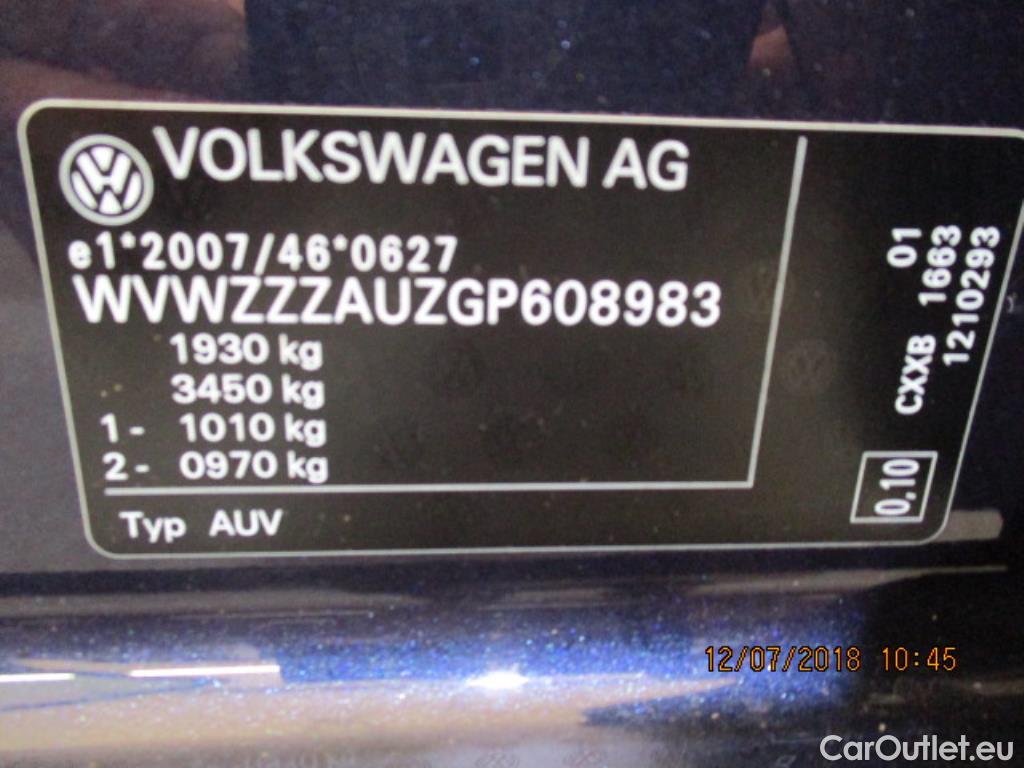 VOLKSWAGEN AG
e1*2007/46*0627
WVWZZZAUZGP608983
1930 kg
3450 kg
1- 1010 kg
2- 0970 kg
Typ AUV
01
CXXB 1663
1210293
0,10
12/07/2018 10:45
CarOutlet.eu